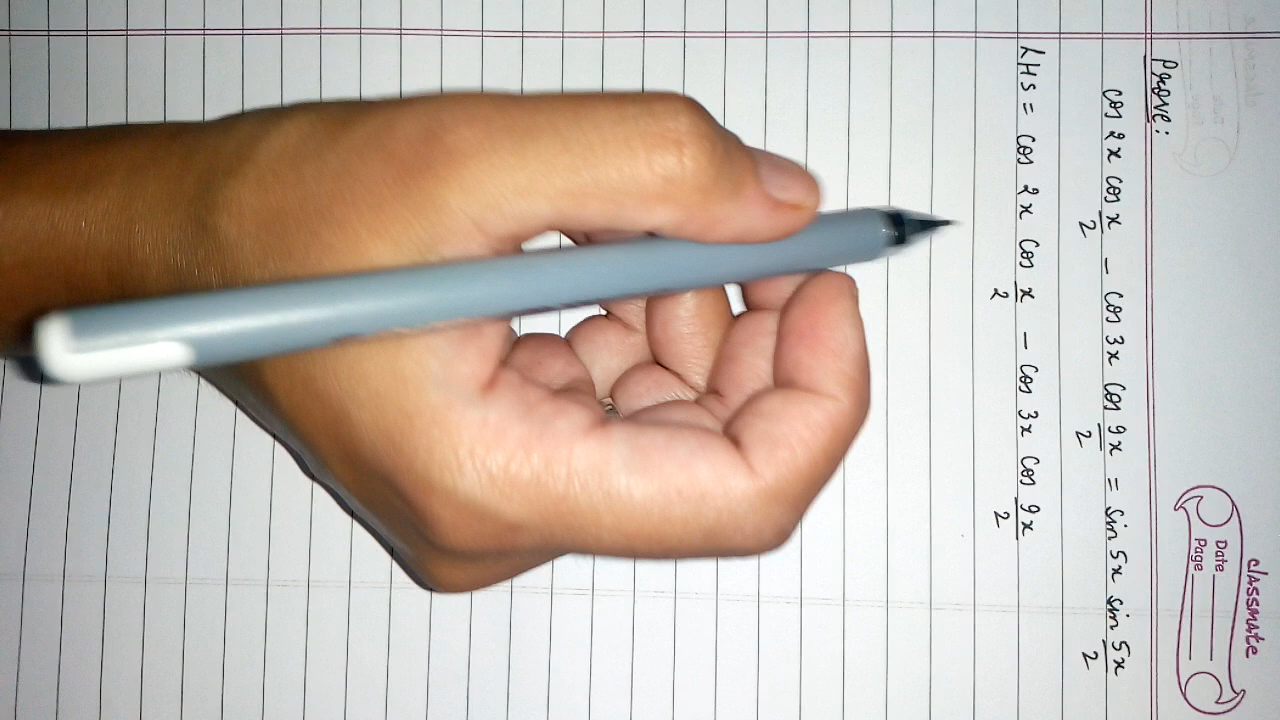 classmate
Date
Page
Prove:
cos 2x cos x/2 - cos 3x cos 9x/2 = sin 5x sin 5x/2
LHS = cos 2x cos x/2 - cos 3x cos 9x/2